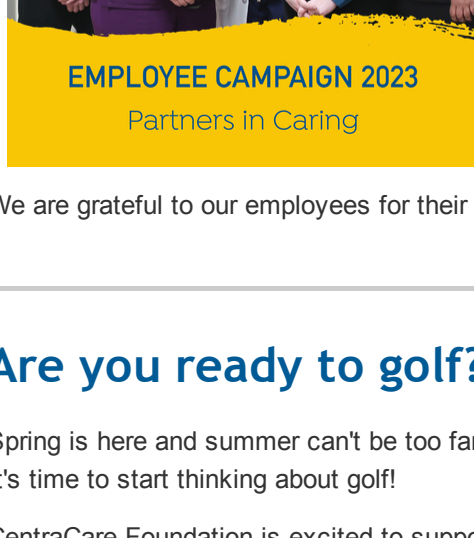 EMPLOYEE CAMPAIGN 2023
Partners in Caring
We are grateful to our employees for their
Are you ready to golf?
Spring is here and summer can't be too far
it's time to start thinking about golf!
CentraCare Foundation is excited to support